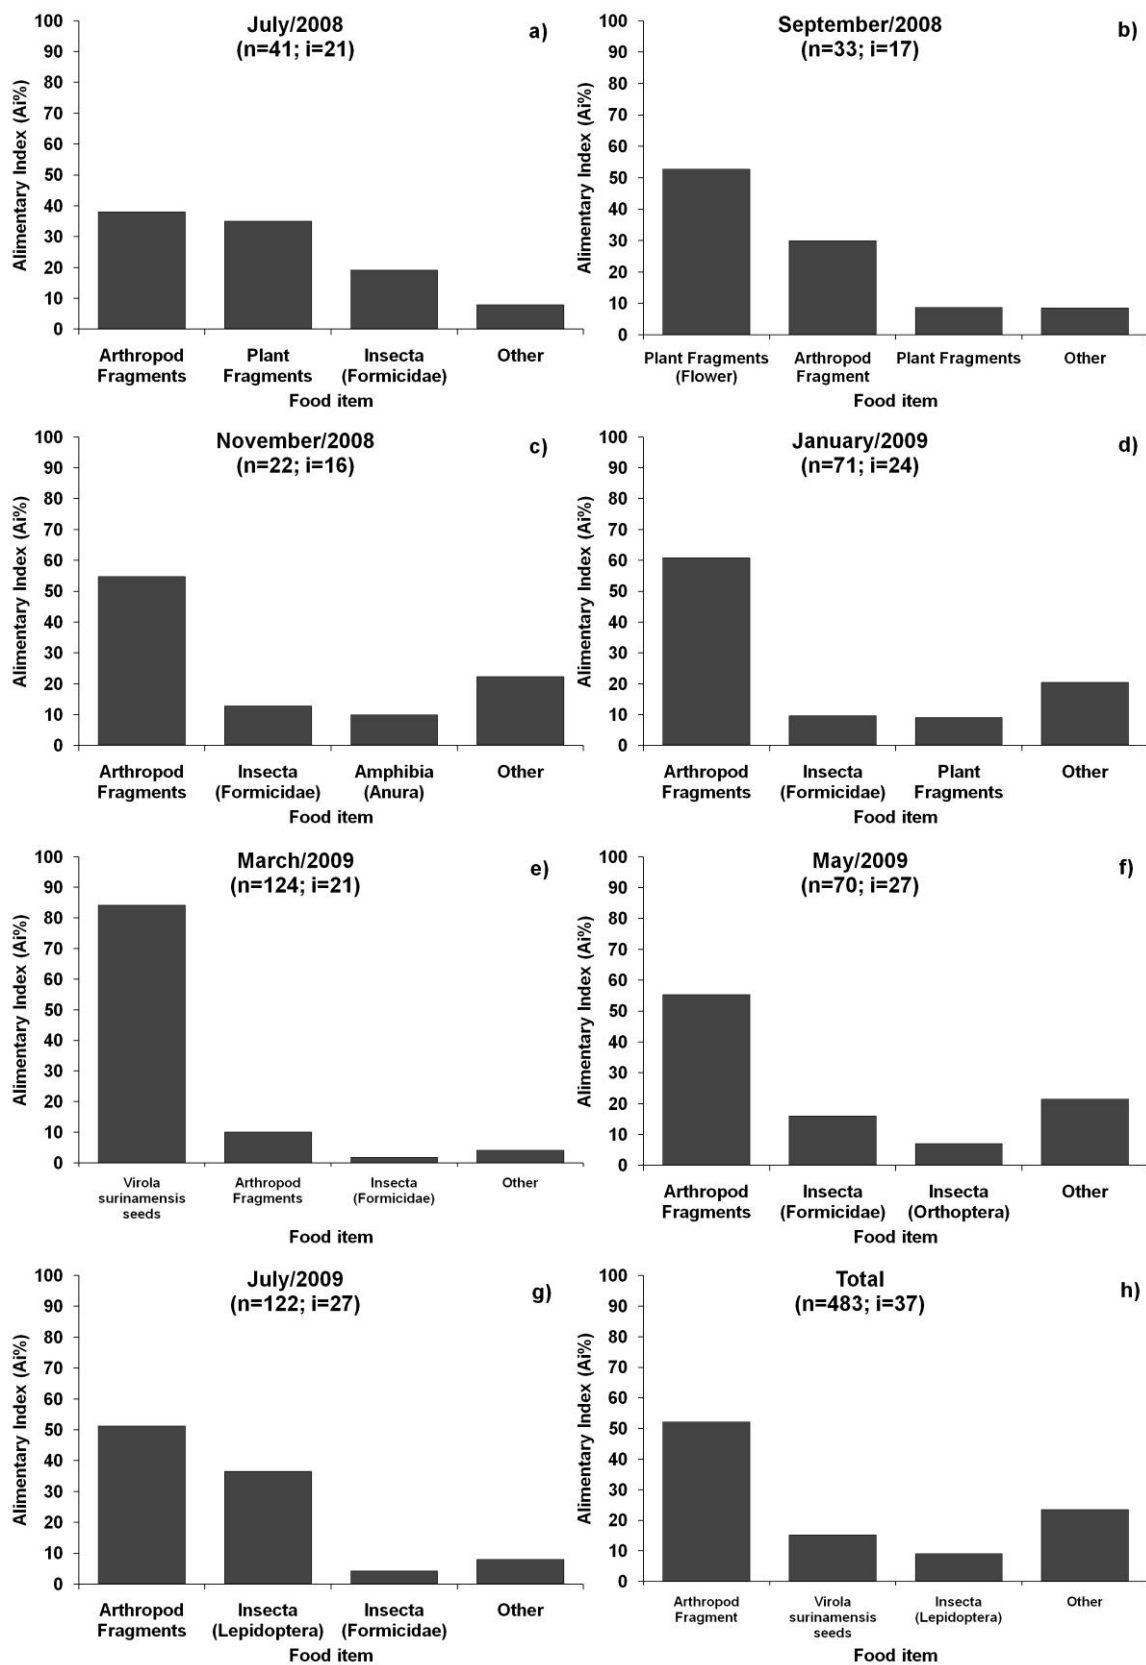 July/2008
(n=41; i=21)
a)
Alimentary Index (Ai%)
100
90
80
70
60
50
40
30
20
10
0
Arthropod Fragments
Plant Fragments
Insecta (Formicidae)
Other
Food item
September/2008
(n=33; i=17)
b)
Alimentary Index (Ai%)
100
90
80
70
60
50
40
30
20
10
0
Plant Fragments (Flower)
Arthropod Fragment
Plant Fragments
Other
Food item
November/2008
(n=22; i=16)
c)
Alimentary Index (Ai%)
100
90
80
70
60
50
40
30
20
10
0
Arthropod Fragments
Insecta (Formicidae)
Amphibia (Anura)
Other
Food item
January/2009
(n=71; i=24)
d)
Alimentary Index (Ai%)
100
90
80
70
60
50
40
30
20
10
0
Arthropod Fragments
Insecta (Formicidae)
Plant Fragments
Other
Food item
March/2009
(n=124; i=21)
e)
Alimentary Index (Ai%)
100
90
80
70
60
50
40
30
20
10
0
Virola surinamensis seeds
Arthropod Fragments
Insecta (Formicidae)
Other
Food item
May/2009
(n=70; i=27)
f)
Alimentary Index (Ai%)
100
90
80
70
60
50
40
30
20
10
0
Arthropod Fragments
Insecta (Formicidae)
Insecta (Orthoptera)
Other
Food item
July/2009
(n=122; i=27)
g)
Alimentary Index (Ai%)
100
90
80
70
60
50
40
30
20
10
0
Arthropod Fragments
Insecta (Lepidoptera)
Insecta (Formicidae)
Other
Food item
Total
(n=483; i=37)
h)
Alimentary Index (Ai%)
100
90
80
70
60
50
40
30
20
10
0
Arthropod Fragment
Virola surinamensis seeds
Insecta (Lepidoptera)
Other
Food item